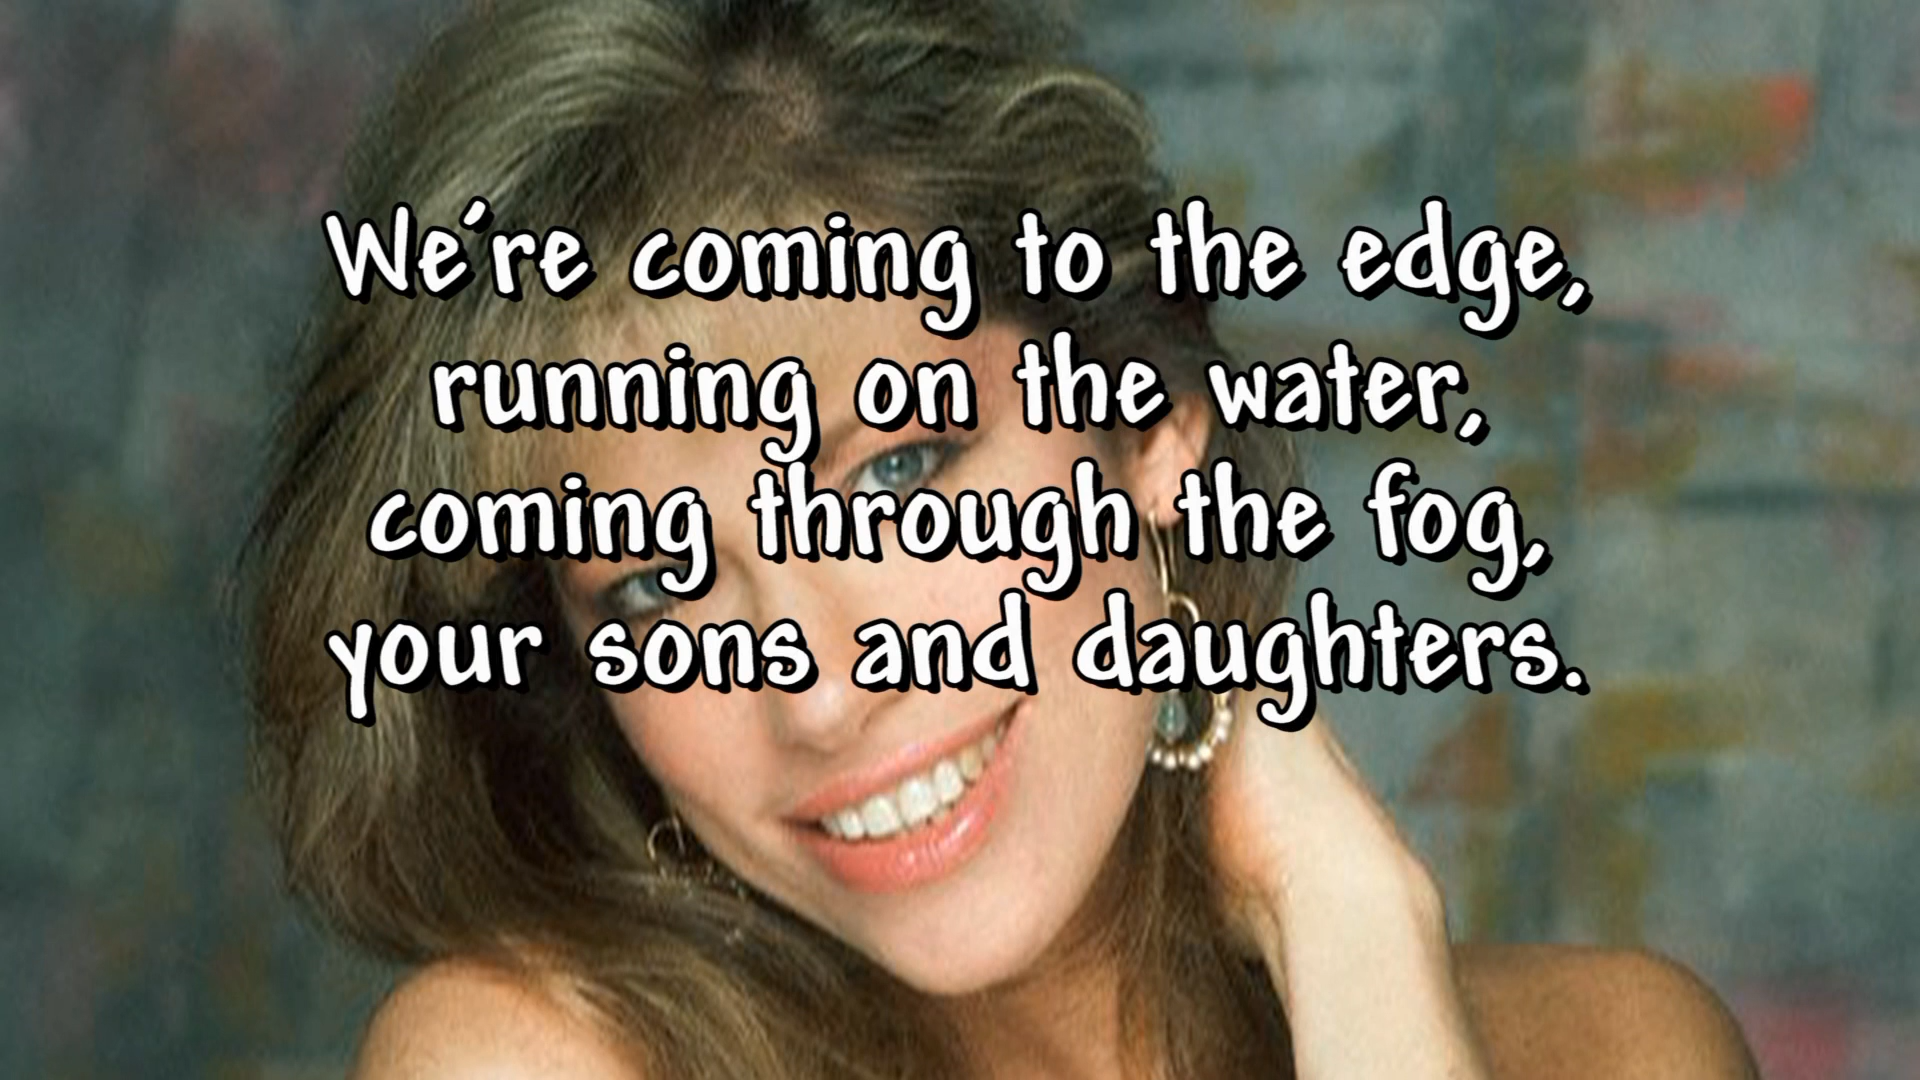 We're coming to the edge,
running on the water,
coming through the fog,
your sons and daughters.